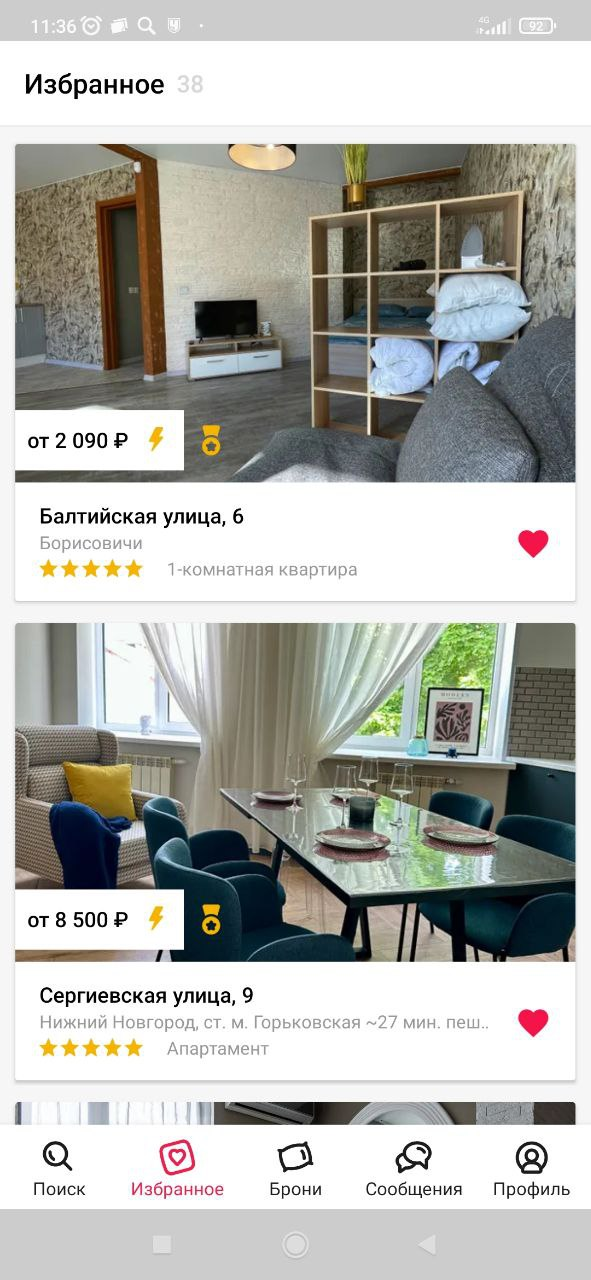 11:36
4G
92
Избранное 38
от 2 090 ₽
Балтийская улица, 6
Борисовичи
1-комнатная квартира
MODERN
от 8 500 ₽
Сергиевская улица, 9
Нижний Новгород, ст. м. Горьковская ~27 мин. пеш..
Апартамент
Поиск
Избранное
Брони
Сообщения
Профиль